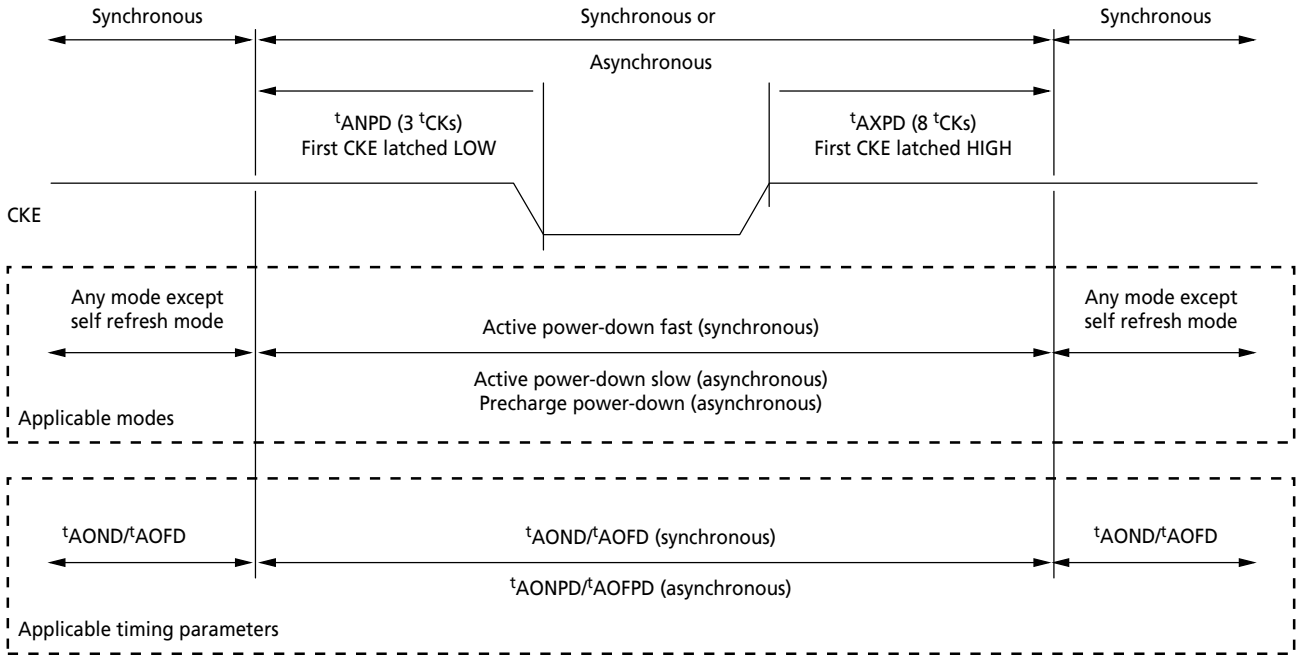 Synchronous
Synchronous or
Asynchronous
Synchronous
tANPD (3 tCKs)
First CKE latched LOW
tAXPD (8 tCKs)
First CKE latched HIGH
CKE
Any mode except
self refresh mode
Active power-down fast (synchronous)
Active power-down slow (asynchronous)
Precharge power-down (asynchronous)
Any mode except
self refresh mode
Applicable modes
tAOND/tAOFD
tAOND/tAOFD (synchronous)
tAONPD/tAOFPD (asynchronous)
tAOND/tAOFD
Applicable timing parameters